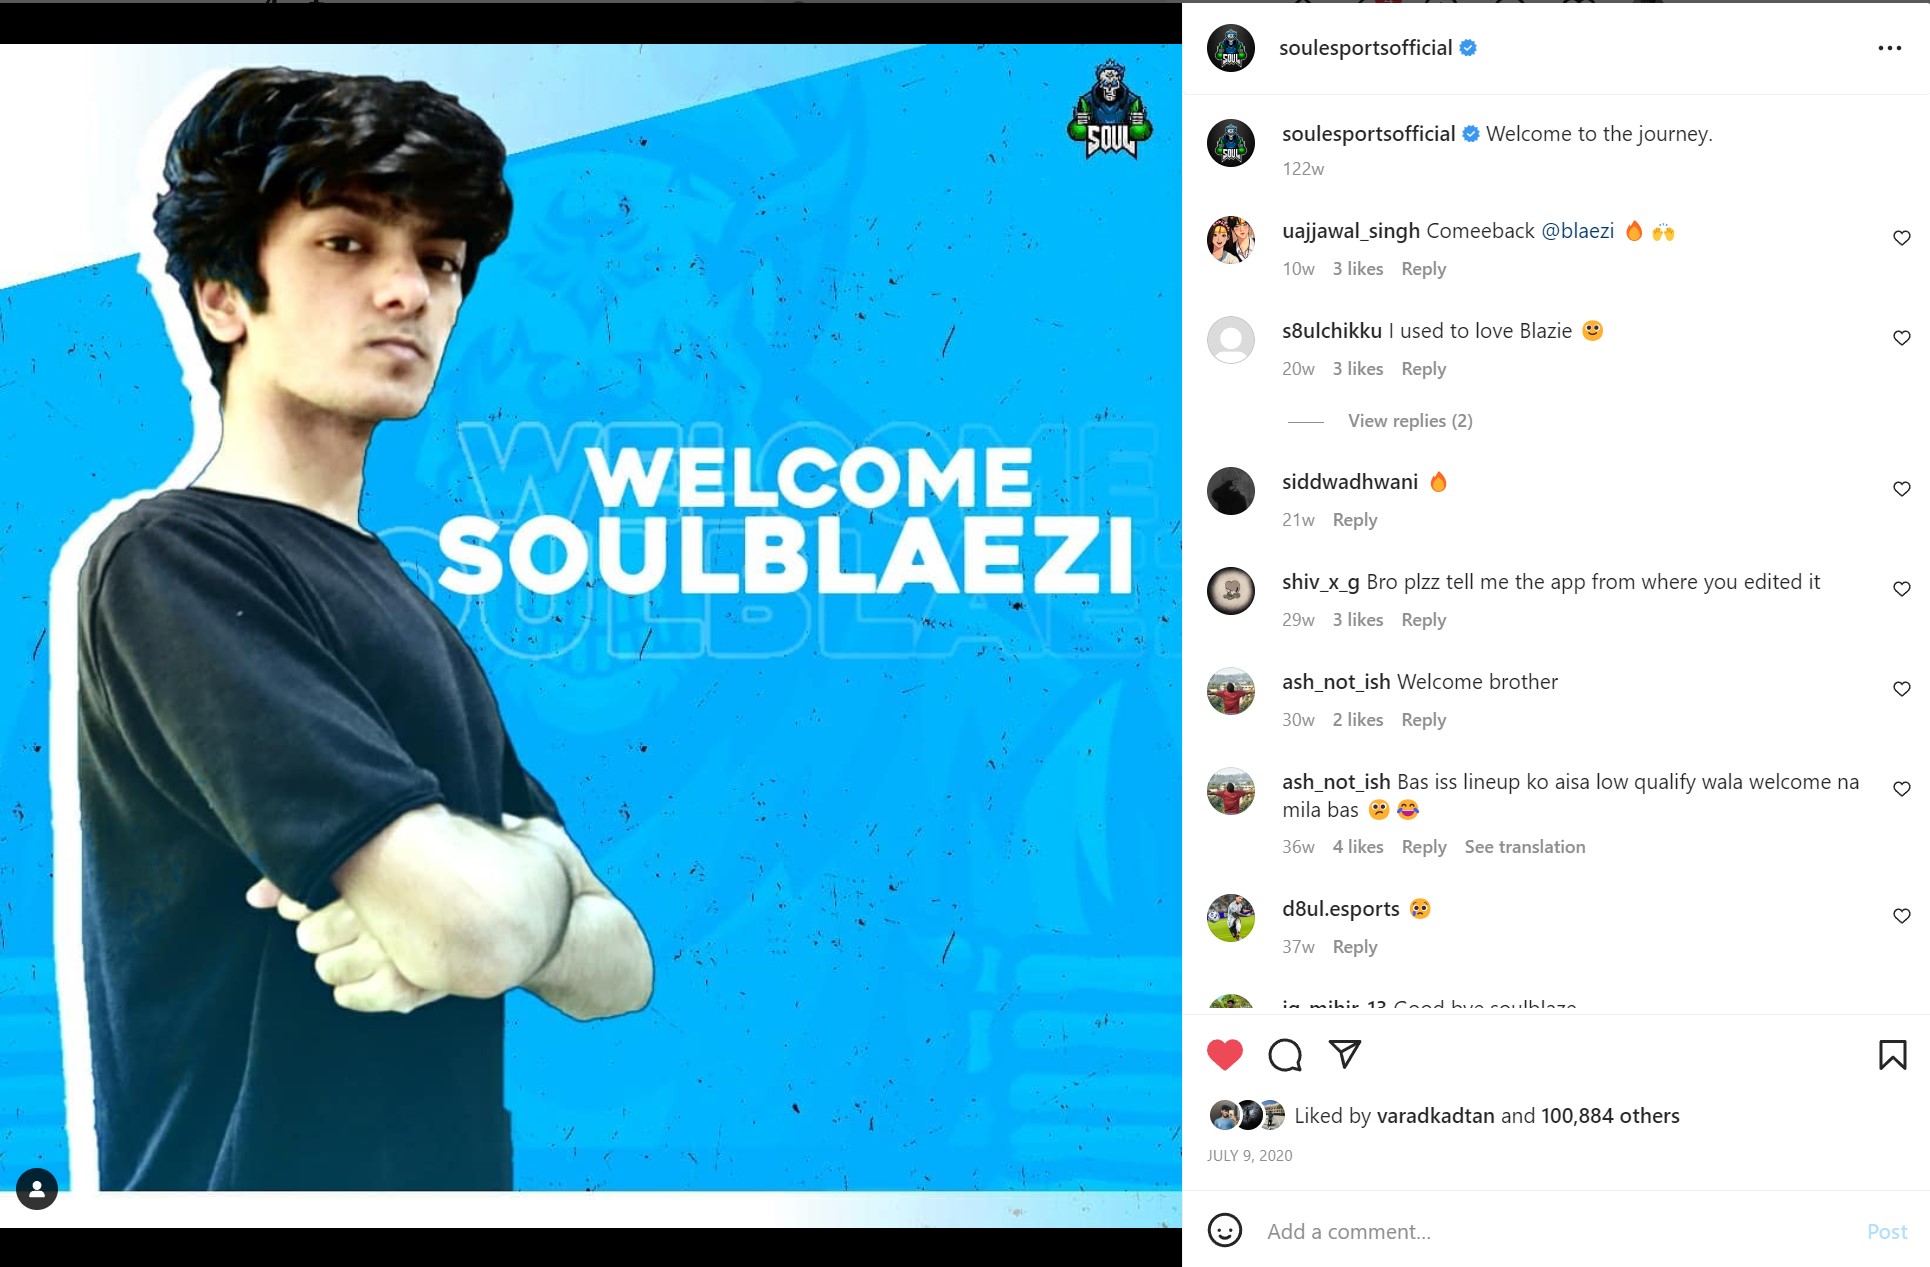 SOUL
WELCOME
SOULBLAEZI
soulesportsofficial
soulesportsofficial Welcome to the journey.
122w
uajjawal_singh Comeeback @blaezi 🔥 🙌
10w 3 likes Reply
s8ulchikku I used to love Blazie 🙂
20w 3 likes Reply
View replies (2)
siddwadhwani 🔥
21w Reply
shiv_x_g Bro plzz tell me the app from where you edited it
29w 3 likes Reply
ash_not_ish Welcome brother
30w 2 likes Reply
ash_not_ish Bas iss lineup ko aisa low qualify wala welcome na
mila bas 😕 😂
36w 4 likes Reply See translation
d8ul.esports 😢
37w Reply
Good bye soulblaze
Liked by varadkadtan and 100,884 others
JULY 9, 2020
Add a comment...
Post